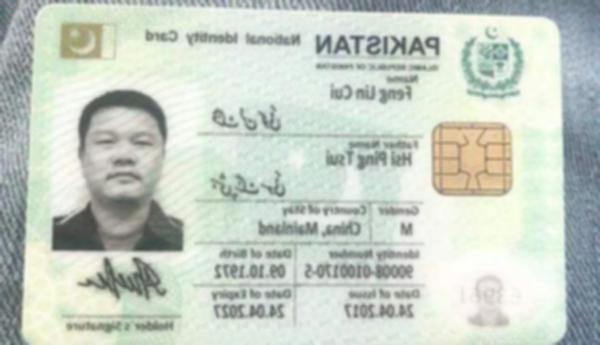 PAKISTAN National Identity Card
ISLAMIC REPUBLIC OF PAKISTAN
Name
Feng Lin Cui
Father Name
Hsi Ping Tsui
Gender Country of Stay
M China, Mainland
Identity Number Date of Birth
90008-0100170-5 09.10.1972
Date of Issue Date of Expiry
24.04.2017 24.04.2027
Holder's Signature